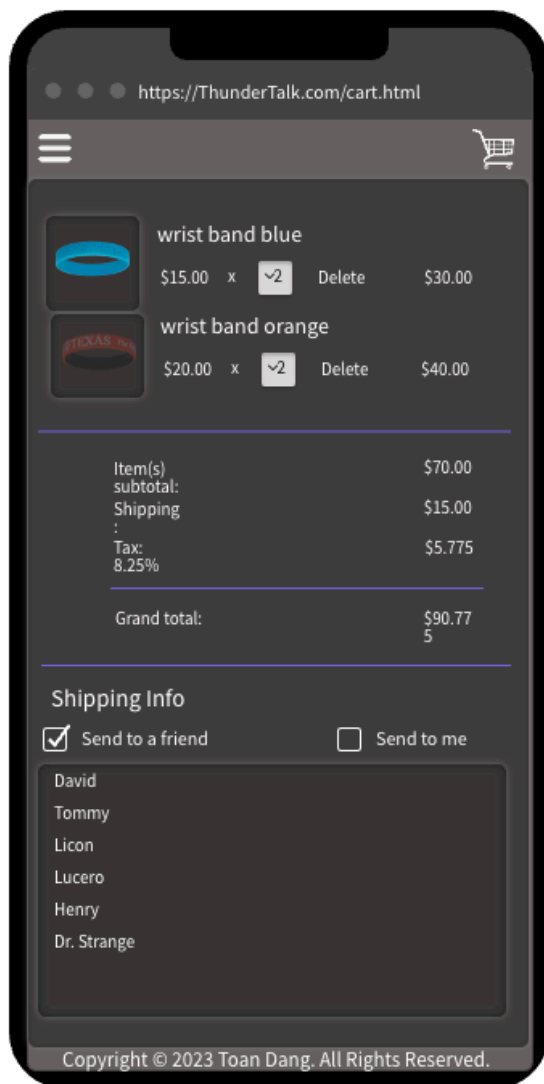 https://ThunderTalk.com/cart.html
wrist band blue
$15.00 x 2 Delete $30.00
TEXAS
wrist band orange
$20.00 x 2 Delete $40.00
Item(s) $70.00
subtotal:
Shipping $15.00
:
Tax: $5.775
8.25%
Grand total: $90.77
5
Shipping Info
Send to a friend Send to me
David
Tommy
Licon
Lucero
Henry
Dr. Strange
Copyright © 2023 Toan Dang. All Rights Reserved.